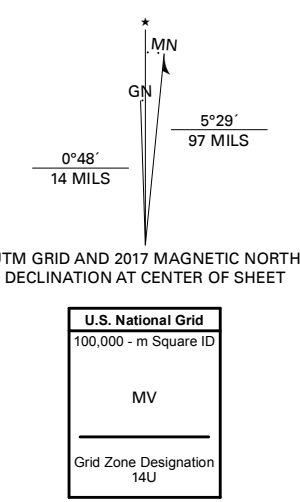 ★
MN
GN
5°29´
97 MILS
0°48´
14 MILS
UTM GRID AND 2017 MAGNETIC NORTH
DECLINATION AT CENTER OF SHEET
U.S. National Grid
100,000 - m Square ID
MV
Grid Zone Designation
14U